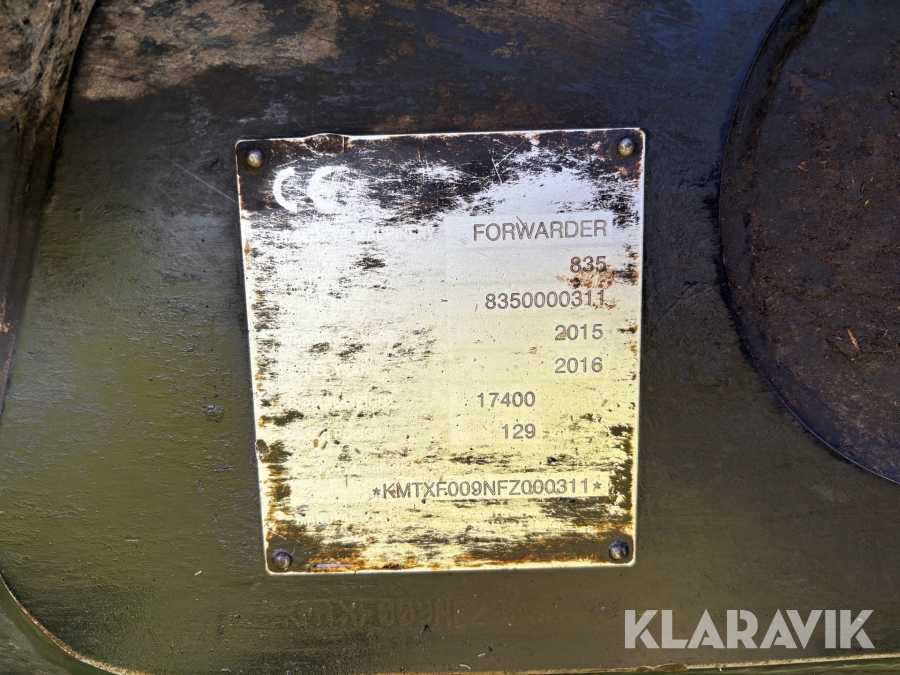 CE
FORWARDER
835
8350000311
2015
2016
17400
129
*KMTXF009NFZ000311*
KLARAVIK